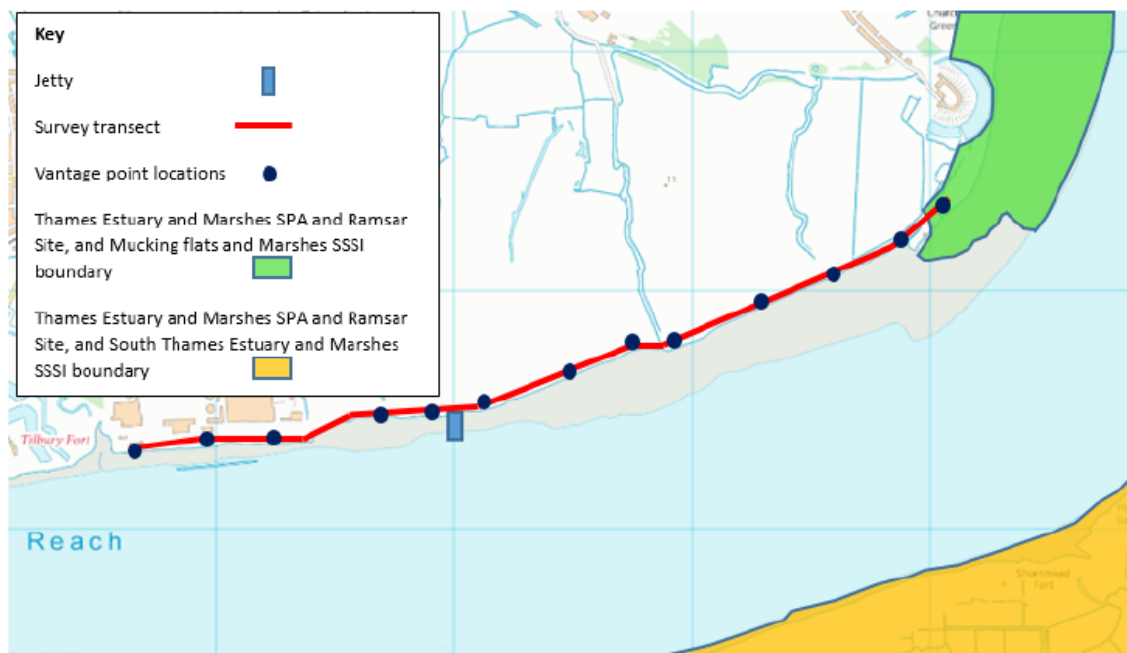 Key
Jetty
Survey transect
Vantage point locations
Thames Estuary and Marshes SPA and Ramsar
Site, and Mucking flats and Marshes SSSI
boundary
Thames Estuary and Marshes SPA and Ramsar
Site, and South Thames Estuary and Marshes
SSSI boundary
Tilbury Fort
Reach
Shornmead
Fort